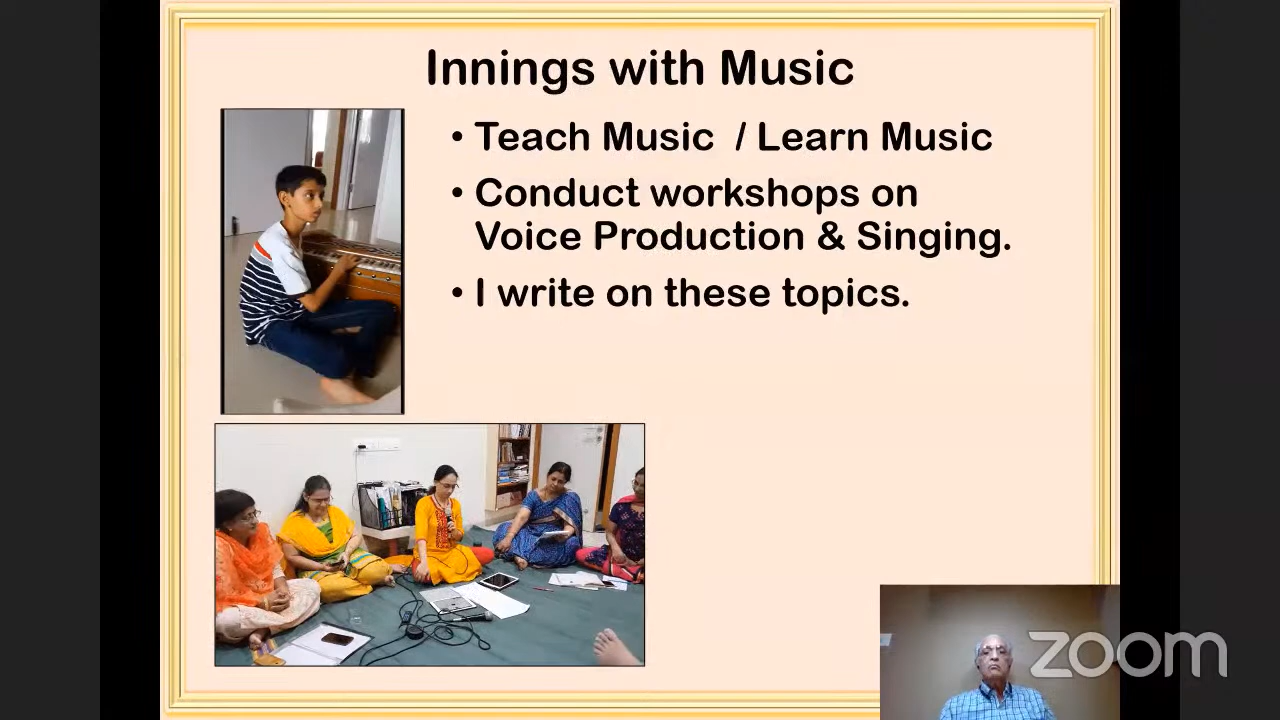 Innings with Music
• Teach Music / Learn Music
• Conduct workshops on
Voice Production & Singing.
• I write on these topics.
zoom